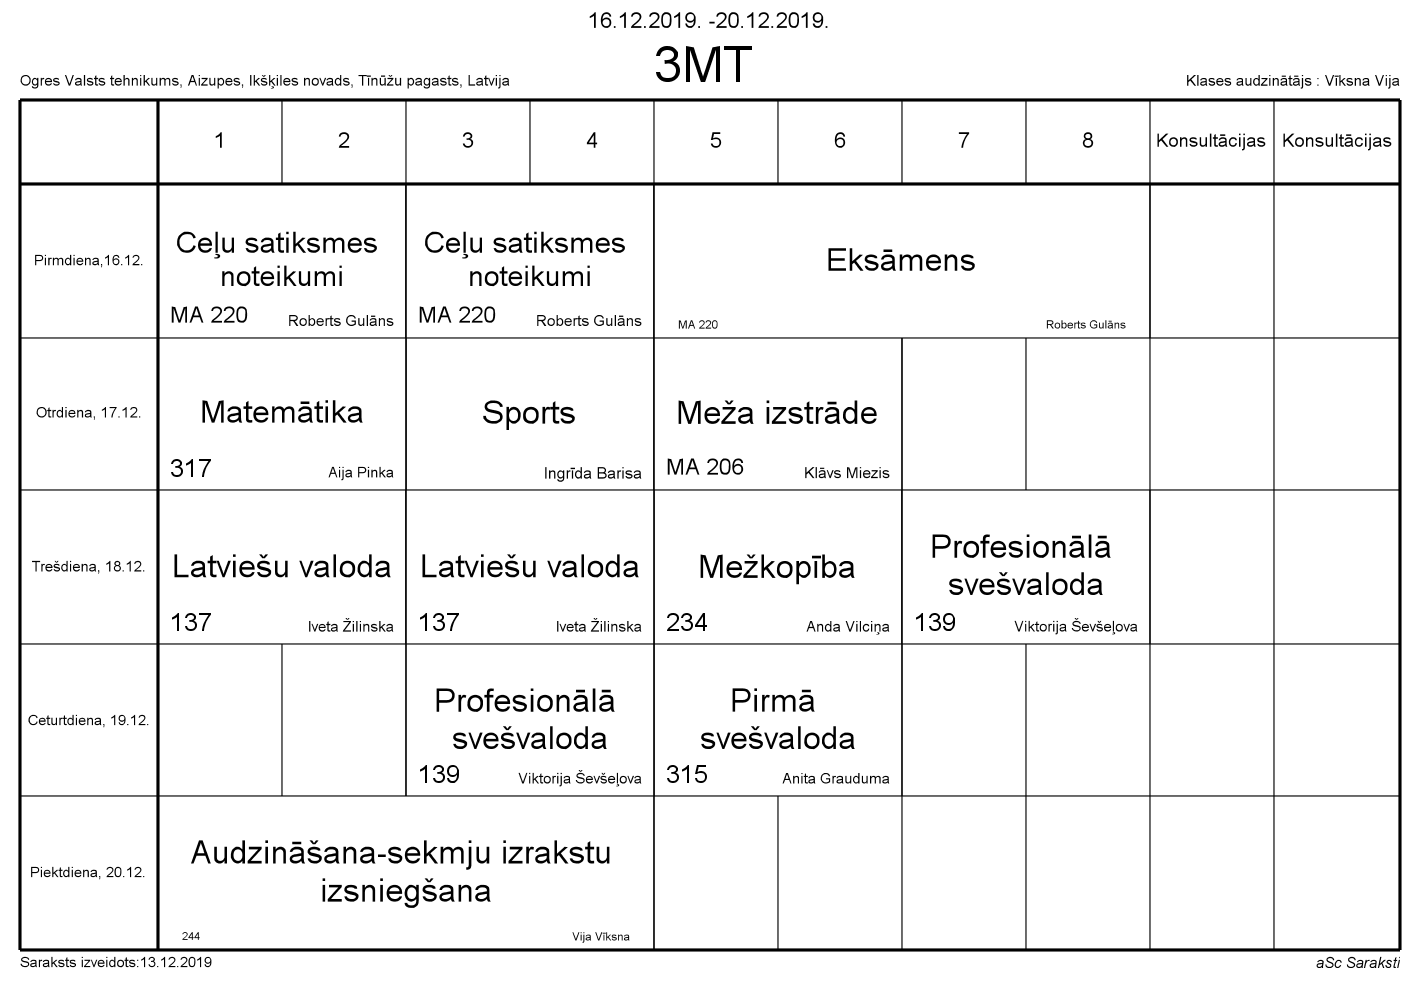 16.12.2019. -20.12.2019.
3MT
Ogres Valsts tehnikums, Aizupes, Ikšķiles novads, Tīnūžu pagasts, Latvija
Klases audzinātājs : Vīksna Vija
1 2 3 4 5 6 7 8 Konsultācijas Konsultācijas
Pirmdiena,16.12.
Ceļu satiksmes
noteikumi
MA 220 Roberts Gulāns
Ceļu satiksmes
noteikumi
MA 220 Roberts Gulāns
Eksāmens
MA 220 Roberts Gulāns
Otrdiena, 17.12.
Matemātika
317 Aija Pinka
Sports
Ingrīda Barisa
Meža izstrāde
MA 206 Klāvs Miezis
Trešdiena, 18.12.
Latviešu valoda
137 Iveta Žilinska
Latviešu valoda
137 Iveta Žilinska
Mežkopība
234 Anda Vilciņa
Profesionālā
svešvaloda
139 Viktorija Ševšeļova
Ceturtdiena, 19.12.
Profesionālā
svešvaloda
139 Viktorija Ševšeļova
Pirmā
svešvaloda
315 Anita Grauduma
Piektdiena, 20.12.
Audzināšana-sekmju izrakstu
izsniegšana
244 Vija Vīksna
Saraksts izveidots:13.12.2019
aSc Saraksti